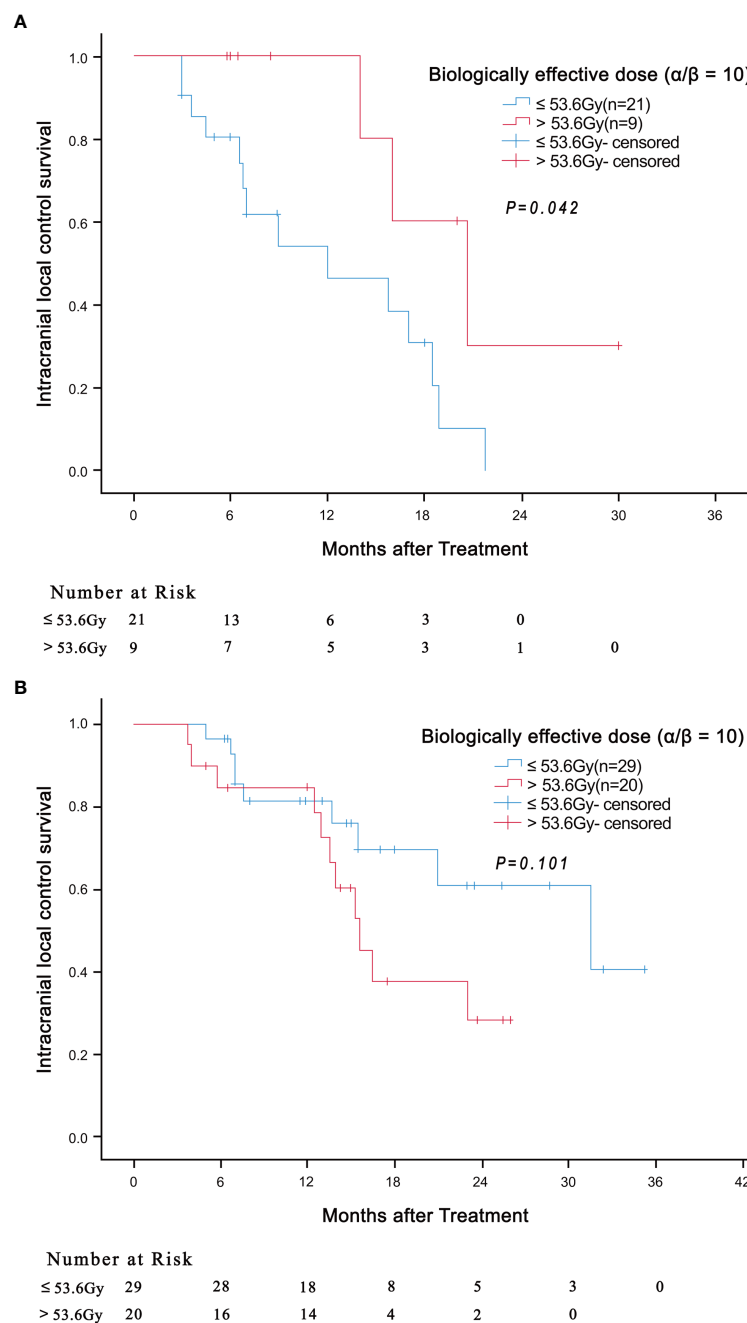 A
Biologically effective dose (α/β = 10)
≤ 53.6Gy(n=21)
> 53.6Gy(n=9)
≤ 53.6Gy- censored
> 53.6Gy- censored
P=0.042
Intracranial local control survival
1.0
0.8
0.6
0.4
0.2
0.0
0 6 12 18 24 30 36
Months after Treatment
Number at Risk
≤ 53.6Gy 21 13 6 3 0
> 53.6Gy 9 7 5 3 1 0
B
Biologically effective dose (α/β = 10)
≤ 53.6Gy(n=29)
> 53.6Gy(n=20)
≤ 53.6Gy- censored
> 53.6Gy- censored
P=0.101
Intracranial local control survival
1.0
0.8
0.6
0.4
0.2
0.0
0 6 12 18 24 30 36 42
Months after Treatment
Number at Risk
≤ 53.6Gy 29 28 18 8 5 3 0
> 53.6Gy 20 16 14 4 2 0